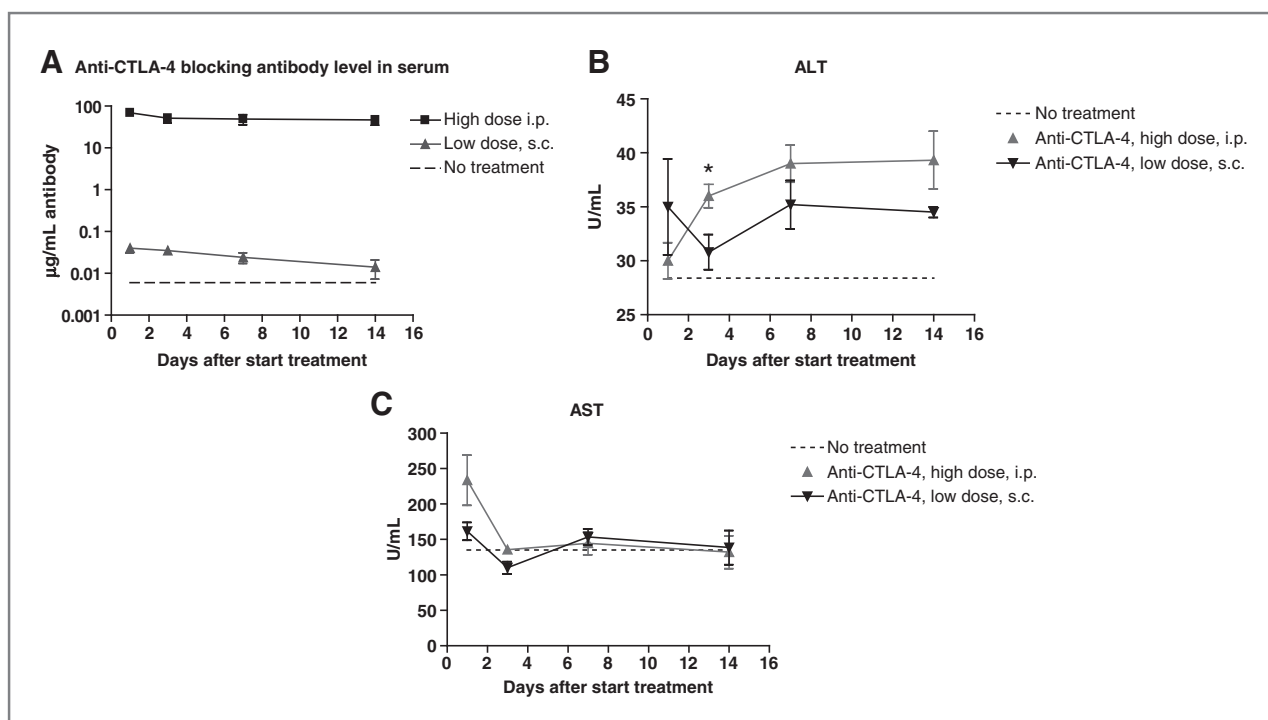 A Anti-CTLA-4 blocking antibody level in serum
100
10
1
0.1
0.01
0.001
µg/mL antibody
0 2 4 6 8 10 12 14 16
Days after start treatment
High dose i.p.
Low dose, s.c.
No treatment
B ALT
45
40
35
30
25
U/mL
*
0 2 4 6 8 10 12 14 16
Days after start treatment
No treatment
Anti-CTLA-4, high dose, i.p.
Anti-CTLA-4, low dose, s.c.
C AST
300
250
200
150
100
50
0
U/mL
0 2 4 6 8 10 12 14 16
Days after start treatment
No treatment
Anti-CTLA-4, high dose, i.p.
Anti-CTLA-4, low dose, s.c.